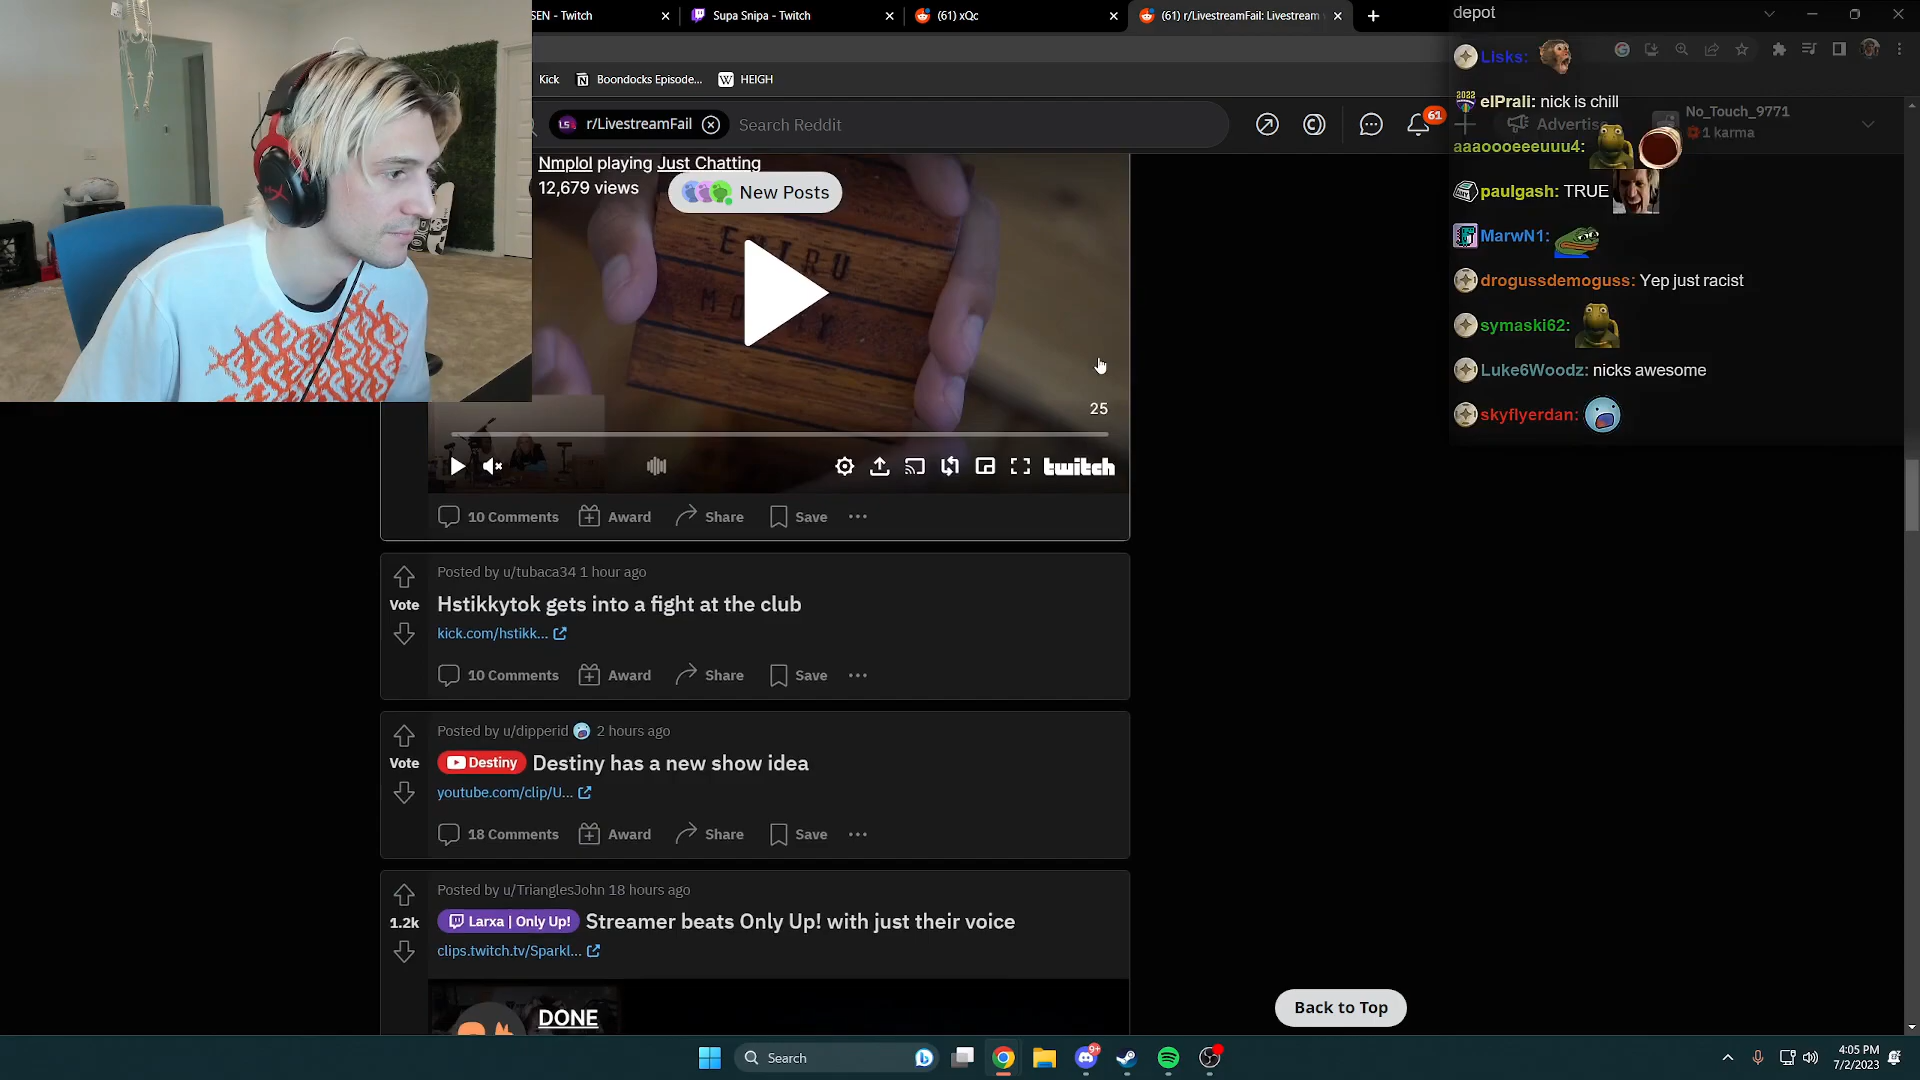 SEN - Twitch
Supa Snipa - Twitch
(61) xQc
(61) r/LivestreamFail: Livestream
depot
Kick
Boondocks Episode...
W HEIGH
r/LivestreamFail
Search Reddit
61
Advertise
No_Touch_9771
1 karma
Nmplol playing Just Chatting
12,679 views
New Posts
25
twitch
10 Comments Award Share Save
Posted by u/tubaca34 1 hour ago
Vote
Hstikkytok gets into a fight at the club
kick.com/hstikk...
10 Comments Award Share Save
Posted by u/dipperid 2 hours ago
Vote
Destiny Destiny has a new show idea
youtube.com/clip/U...
18 Comments Award Share Save
Posted by u/TrianglesJohn 18 hours ago
1.2k
Larxa | Only Up! Streamer beats Only Up! with just their voice
clips.twitch.tv/Sparkl...
DONE
Back to Top
Lisks:
2022
elPrali: nick is chill
aaaoooeeeuuu4:
paulgash: TRUE
MarwN1:
drogussdemoguss: Yep just racist
symaski62:
Luke6Woodz: nicks awesome
skyflyerdan:
Search
9+
4:05 PM
7/2/2023